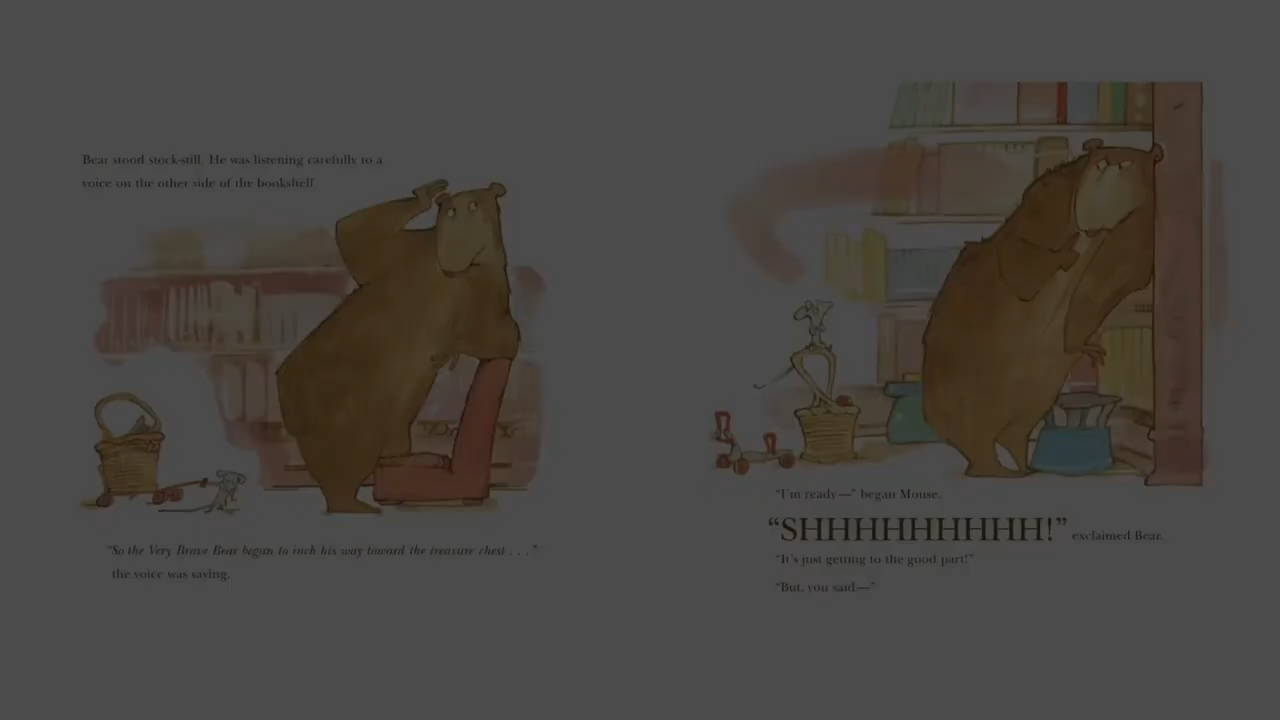 Bear stood stock-still. He was listening carefully to a
voice on the other side of the bookshelf.
“So the Very Brave Bear began to inch his way toward the treasure chest . . .”
the voice was saying.
“I’m ready—” began Mouse.
“SHHHHHHHHHH!” exclaimed Bear.
“It’s just getting to the good part!”
“But, you said—”